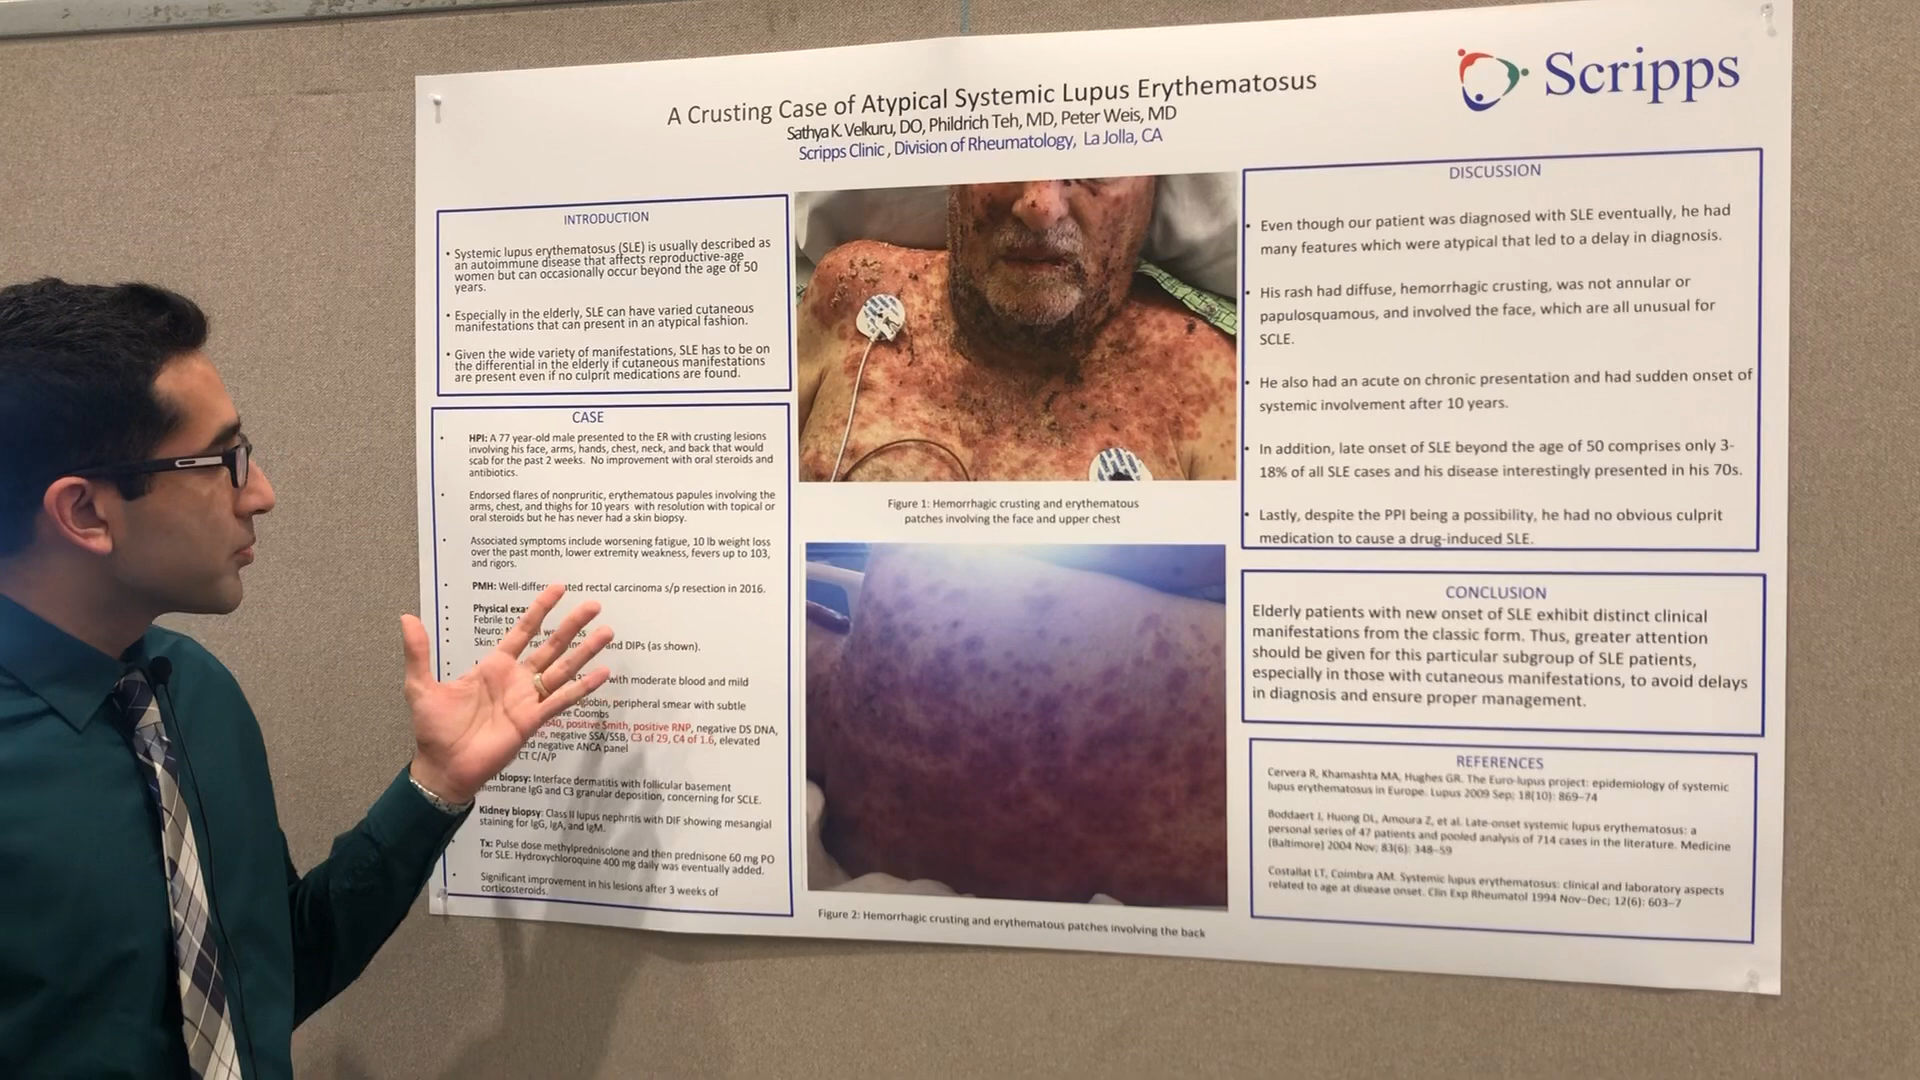 A Crusting Case of Atypical Systemic Lupus Erythematosus
Sathya K. Velkuru, DO, Phildrich Teh, MD, Peter Weis, MD
Scripps Clinic , Division of Rheumatology, La Jolla, CA
Scripps
INTRODUCTION
• Systemic lupus erythematosus (SLE) is usually described as
an autoimmune disease that affects reproductive-age
women but can occasionally occur beyond the age of 50
years.
• Especially in the elderly, SLE can have varied cutaneous
manifestations that can present in an atypical fashion.
• Given the wide variety of manifestations, SLE has to be on
the differential in the elderly if cutaneous manifestations
are present even if no culprit medications are found.
CASE
• HPI: A 77 year-old male presented to the ER with crusting lesions
involving his face, arms, hands, chest, neck, and back that would
scab for the past 2 weeks. No improvement with oral steroids and
antibiotics.
• Endorsed flares of nonpruritic, erythematous papules involving the
arms, chest, and thighs for 10 years with resolution with topical or
oral steroids but he has never had a skin biopsy.
• Associated symptoms include worsening fatigue, 10 lb weight loss
over the past month, lower extremity weakness, fevers up to 103,
and rigors.
• PMH: Well-differ ated rectal carcinoma s/p resection in 2016.
• Physical exa
• Febrile to
• Neuro:
• Skin: and DIPs (as shown).
with moderate blood and mild
globin, peripheral smear with subtle
ve Coombs
640, positive Smith, positive RNP, negative DS DNA,
ne, negative SSA/SSB, C3 of 29, C4 of 1.6, elevated
nd negative ANCA panel
CT C/A/P
biopsy: Interface dermatitis with follicular basement
membrane IgG and C3 granular deposition, concerning for SCLE.
Kidney biopsy: Class II lupus nephritis with DIF showing mesangial
staining for IgG, IgA, and IgM.
• Tx: Pulse dose methylprednisolone and then prednisone 60 mg PO
for SLE. Hydroxychloroquine 400 mg daily was eventually added.
• Significant improvement in his lesions after 3 weeks of
corticosteroids.
Figure 1: Hemorrhagic crusting and erythematous
patches involving the face and upper chest
Figure 2: Hemorrhagic crusting and erythematous patches involving the back
DISCUSSION
• Even though our patient was diagnosed with SLE eventually, he had
many features which were atypical that led to a delay in diagnosis.
• His rash had diffuse, hemorrhagic crusting, was not annular or
papulosquamous, and involved the face, which are all unusual for
SCLE.
• He also had an acute on chronic presentation and had sudden onset of
systemic involvement after 10 years.
• In addition, late onset of SLE beyond the age of 50 comprises only 3-
18% of all SLE cases and his disease interestingly presented in his 70s.
• Lastly, despite the PPI being a possibility, he had no obvious culprit
medication to cause a drug-induced SLE.
CONCLUSION
Elderly patients with new onset of SLE exhibit distinct clinical
manifestations from the classic form. Thus, greater attention
should be given for this particular subgroup of SLE patients,
especially in those with cutaneous manifestations, to avoid delays
in diagnosis and ensure proper management.
REFERENCES
Cervera R, Khamashta MA, Hughes GR. The Euro-lupus project: epidemiology of systemic
lupus erythematosus in Europe. Lupus 2009 Sep; 18(10): 869–74
Boddaert J, Huong DL, Amoura Z, et al. Late-onset systemic lupus erythematosus: a
personal series of 47 patients and pooled analysis of 714 cases in the literature. Medicine
(Baltimore) 2004 Nov; 83(6): 348–59
Costallat LT, Coimbra AM. Systemic lupus erythematosus: clinical and laboratory aspects
related to age at disease onset. Clin Exp Rheumatol 1994 Nov–Dec; 12(6): 603–7